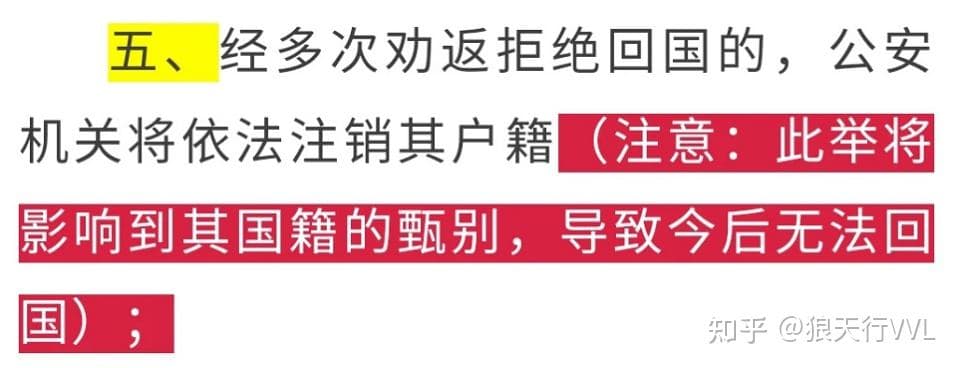 五、经多次劝返拒绝回国的，公安
机关将依法注销其户籍（注意：此举将
影响到其国籍的甄别，导致今后无法回
国）；
知乎 @狼天行VVL